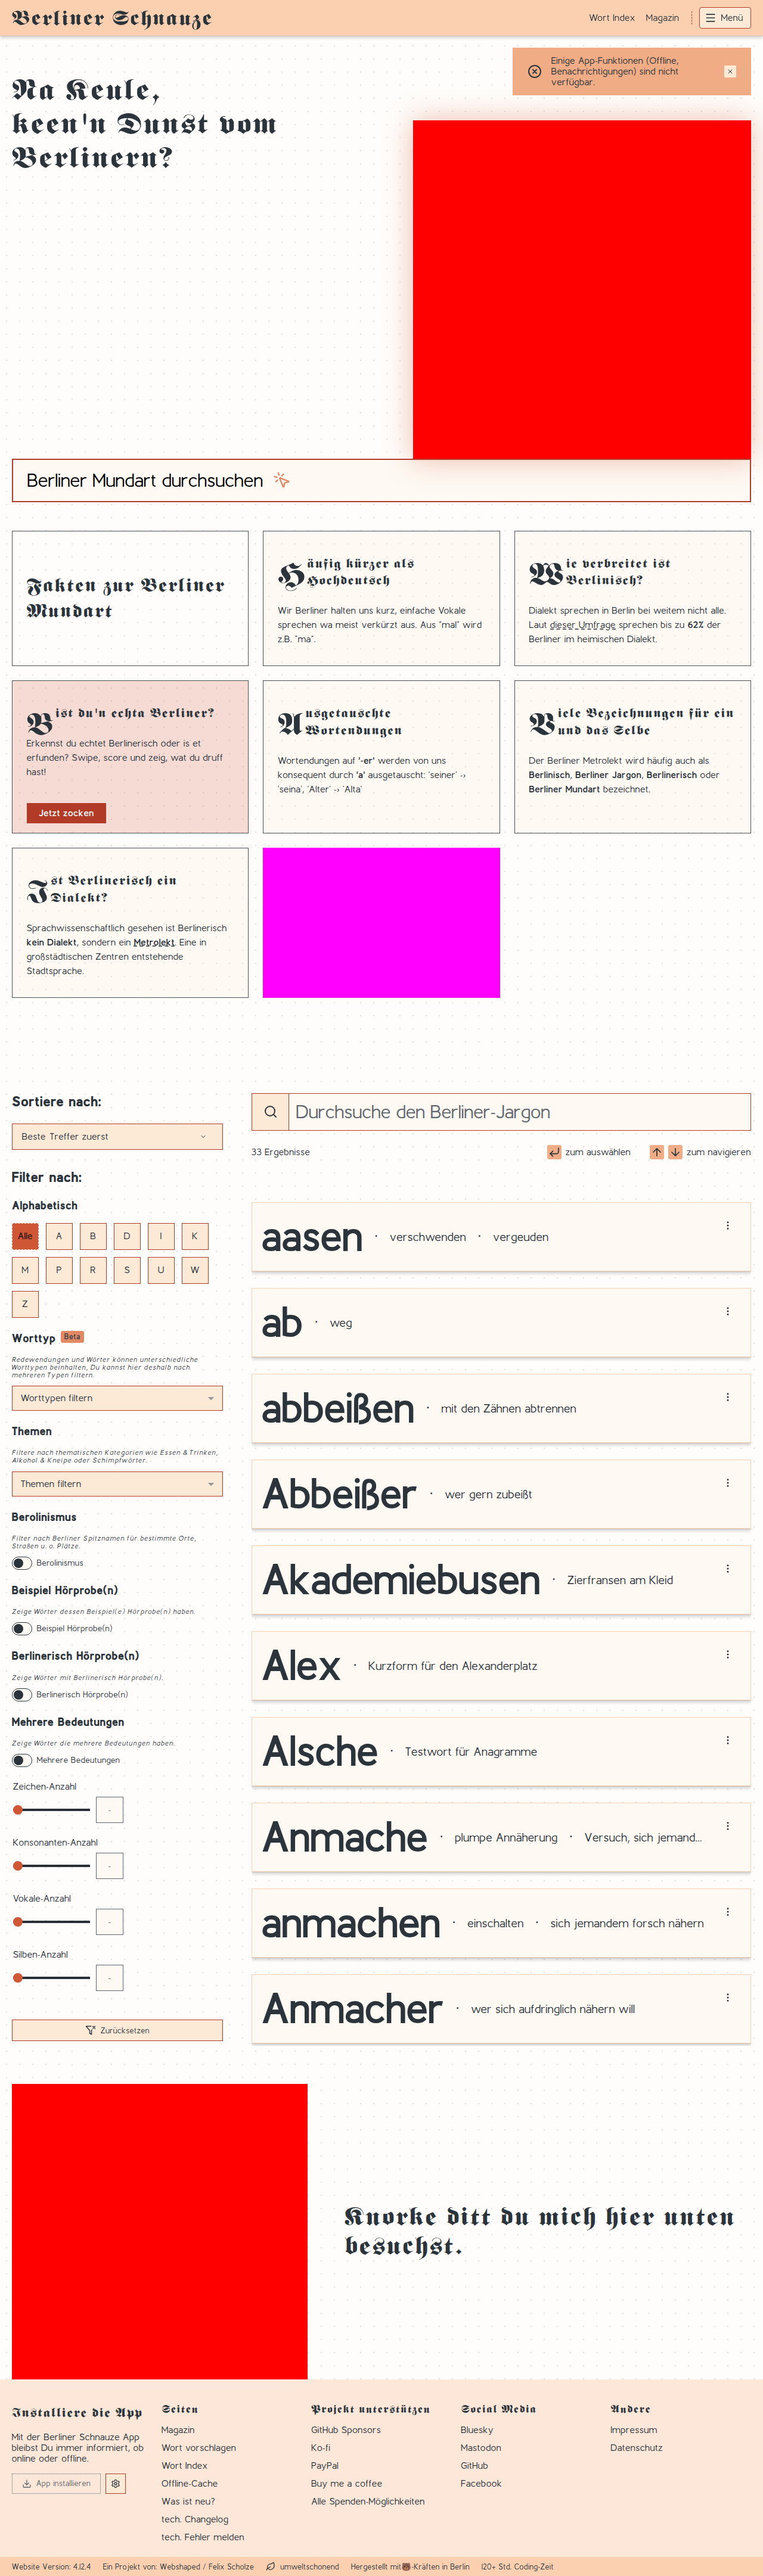 Berliner Schnauze
Wort Index
Magazin
Menü
Einige App-Funktionen (Offline,
Benachrichtigungen) sind nicht
verfügbar.
Na Keule,
keen'n Dunst vom
Berlinern?
Berliner Mundart durchsuchen
Fakten zur Berliner
Mundart
Häufig kürzer als
Hochdeutsch
Wir Berliner halten uns kurz, einfache Vokale
sprechen wa meist verkürzt aus. Aus "mal" wird
z.B. "ma".
Wie verbreitet ist
Berlinisch?
Dialekt sprechen in Berlin bei weitem nicht alle.
Laut dieser Umfrage sprechen bis zu 62% der
Berliner im heimischen Dialekt.
Bist du'n echta Berliner?
Erkennst du echtet Berlinerisch oder is et
erfunden? Swipe, score und zeig, wat du druff
hast!
Jetzt zocken
Ausgetauschte
Wortendungen
Wortendungen auf '-er' werden von uns
konsequent durch 'a' ausgetauscht: 'seiner' ->
'seina', 'Alter' -> 'Alta'
Viele Bezeichnungen für ein
und das Selbe
Der Berliner Metrolekt wird häufig auch als
Berlinisch, Berliner Jargon, Berlinerisch oder
Berliner Mundart bezeichnet.
Ist Berlinerisch ein
Dialekt?
Sprachwissenschaftlich gesehen ist Berlinerisch
kein Dialekt, sondern ein Metrolekt. Eine in
großstädtischen Zentren entstehende
Stadtsprache.
Sortiere nach:
Beste Treffer zuerst
Filter nach:
Alphabetisch
Alle A B D I K
M P R S U W
Z
Worttyp Beta
Redewendungen und Wörter können unterschiedliche
Worttypen beinhalten, Du kannst hier deshalb nach
mehreren Typen filtern.
Worttypen filtern
Themen
Filtere nach thematischen Kategorien wie Essen & Trinken,
Alkohol & Kneipe oder Schimpfwörter.
Themen filtern
Berolinismus
Filter nach Berliner Spitznamen für bestimmte Orte,
Straßen u. o. Plätze.
Berolinismus
Beispiel Hörprobe(n)
Zeige Wörter dessen Beispiel(e) Hörprobe(n) haben.
Beispiel Hörprobe(n)
Berlinerisch Hörprobe(n)
Zeige Wörter mit Berlinerisch Hörprobe(n).
Berlinerisch Hörprobe(n)
Mehrere Bedeutungen
Zeige Wörter die mehrere Bedeutungen haben.
Mehrere Bedeutungen
Zeichen-Anzahl
-
Konsonanten-Anzahl
-
Vokale-Anzahl
-
Silben-Anzahl
-
Zurücksetzen
Durchsuche den Berliner-Jargon
33 Ergebnisse
zum auswählen
zum navigieren
aasen · verschwenden · vergeuden
ab · weg
abbeißen · mit den Zähnen abtrennen
Abbeißer · wer gern zubeißt
Akademiebusen · Zierfransen am Kleid
Alex · Kurzform für den Alexanderplatz
Alsche · Testwort für Anagramme
Anmache · plumpe Annäherung · Versuch, sich jemand...
anmachen · einschalten · sich jemandem forsch nähern
Anmacher · wer sich aufdringlich nähern will
Knorke ditt du mich hier unten
besuchst.
Installiere die App
Mit der Berliner Schnauze App
bleibst Du immer informiert, ob
online oder offline.
App installieren
Seiten
Magazin
Wort vorschlagen
Wort Index
Offline-Cache
Was ist neu?
tech. Changelog
tech. Fehler melden
Projekt unterstützen
GitHub Sponsors
Ko-fi
PayPal
Buy me a coffee
Alle Spenden-Möglichkeiten
Social Media
Bluesky
Mastodon
GitHub
Facebook
Andere
Impressum
Datenschutz
Website Version: 4.12.4
Ein Projekt von: Webshaped / Felix Scholze
umweltschonend
Hergestellt mit🐻-Kräften in Berlin
120+ Std. Coding-Zeit